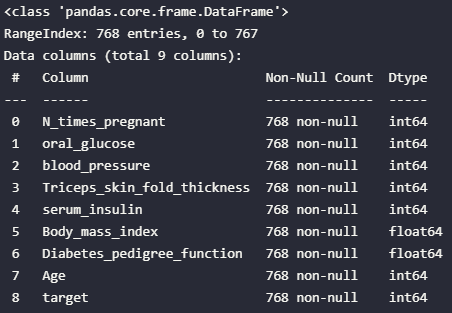 <class 'pandas.core.frame.DataFrame'>
RangeIndex: 768 entries, 0 to 767
Data columns (total 9 columns):
 #   Column                       Non-Null Count  Dtype
---  ------                       --------------  -----
 0   N_times_pregnant             768 non-null    int64
 1   oral_glucose                 768 non-null    int64
 2   blood_pressure               768 non-null    int64
 3   Triceps_skin_fold_thickness  768 non-null    int64
 4   serum_insulin                768 non-null    int64
 5   Body_mass_index              768 non-null    float64
 6   Diabetes_pedigree_function   768 non-null    float64
 7   Age                          768 non-null    int64
 8   target                       768 non-null    int64